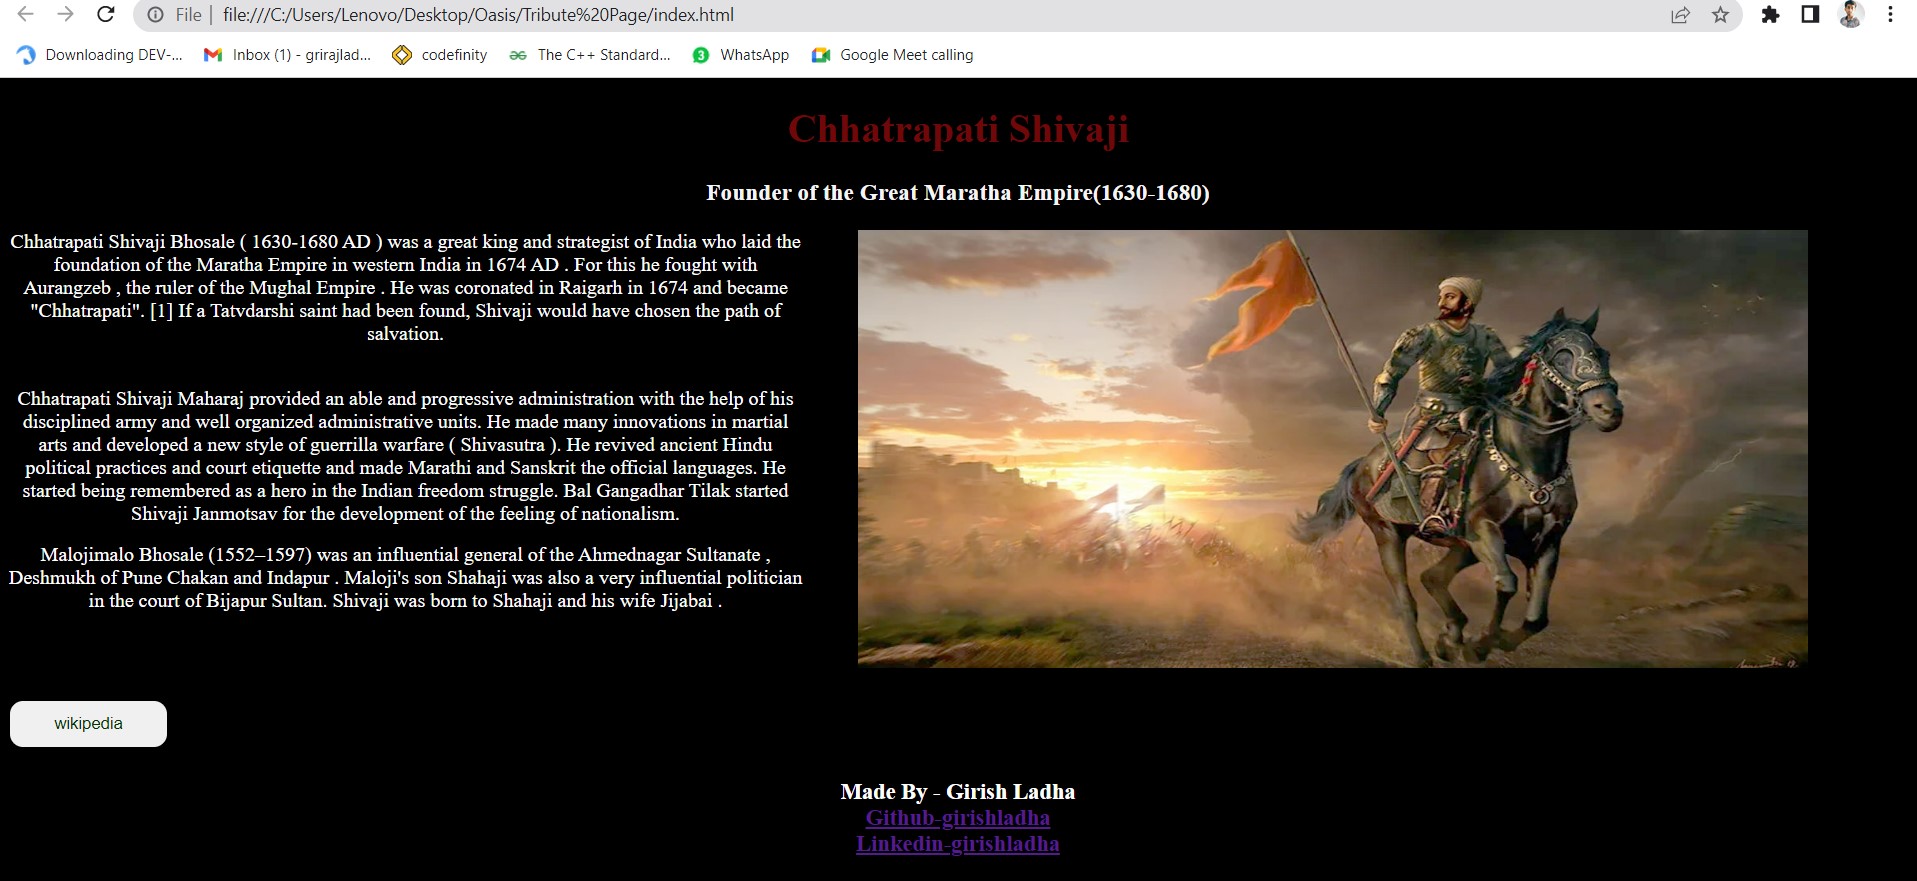 File
file:///C:/Users/Lenovo/Desktop/Oasis/Tribute%20Page/index.html
Downloading DEV-...
Inbox (1) - grirajlad...
codefinity
The C++ Standard...
3
WhatsApp
Google Meet calling
Chhatrapati Shivaji
Founder of the Great Maratha Empire(1630-1680)
Chhatrapati Shivaji Bhosale ( 1630-1680 AD ) was a great king and strategist of India who laid the
foundation of the Maratha Empire in western India in 1674 AD . For this he fought with
Aurangzeb , the ruler of the Mughal Empire . He was coronated in Raigarh in 1674 and became
"Chhatrapati". [1] If a Tatvdarshi saint had been found, Shivaji would have chosen the path of
salvation.
Chhatrapati Shivaji Maharaj provided an able and progressive administration with the help of his
disciplined army and well organized administrative units. He made many innovations in martial
arts and developed a new style of guerrilla warfare ( Shivasutra ). He revived ancient Hindu
political practices and court etiquette and made Marathi and Sanskrit the official languages. He
started being remembered as a hero in the Indian freedom struggle. Bal Gangadhar Tilak started
Shivaji Janmotsav for the development of the feeling of nationalism.
Malojimalo Bhosale (1552–1597) was an influential general of the Ahmednagar Sultanate ,
Deshmukh of Pune Chakan and Indapur . Maloji's son Shahaji was also a very influential politician
in the court of Bijapur Sultan. Shivaji was born to Shahaji and his wife Jijabai .
wikipedia
Made By - Girish Ladha
Github-girishladha
Linkedin-girishladha